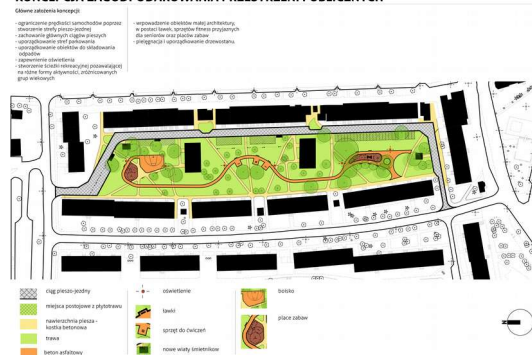 KONCEPCJA ZAGOSPODAROWANIA PRZESTRZENI PUBLICZNYCH
Główne założenia koncepcji:
- ograniczenie prędkości samochodów poprzez
stworzenie strefy pieszo-jezdnej
- zachowanie głównych ciągów pieszych
- uporządkowanie stref parkowania
- uporządkowanie obiektów do składowania
odpadów
- zapewnienie oświetlenia
- stworzenie ścieżki rekreacyjnej pozwalającej
na różne formy aktywności, zróżnicowanych
grup wiekowych
- wprowadzenie obiektów małej architektury,
w postaci ławek, sprzętów fitness przyjaznych
dla seniorów oraz placów zabaw
- pielęgnacja i uporządkowanie drzewostanu.
ciąg pieszo-jezdny
miejsca postojowe z płytotrawu
nawierzchnia piesza -
kostka betonowa
trawa
beton asfaltowy
oświetlenie
ławki
sprzęt do ćwiczeń
nowe wiaty śmietnikowe
boisko
place zabaw
N